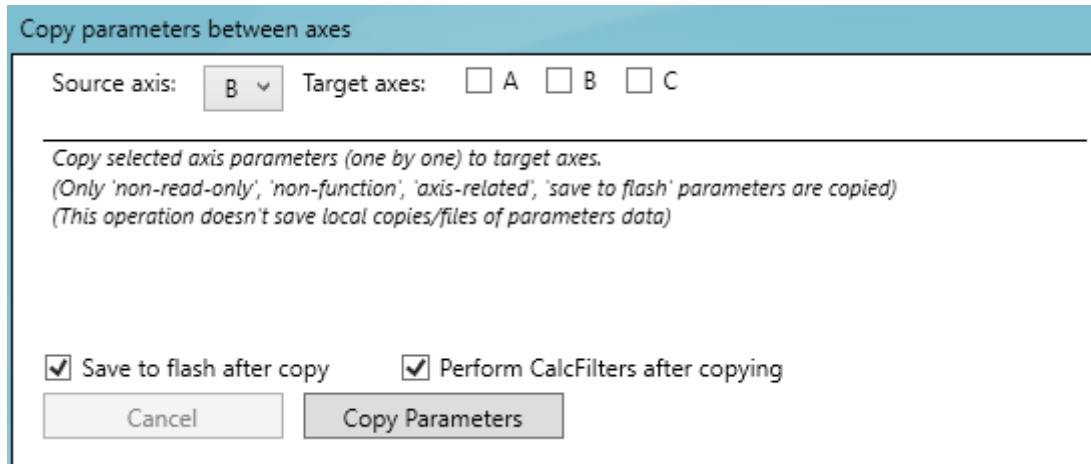 Copy parameters between axes
Source axis: B Target axes: A B C
Copy selected axis parameters (one by one) to target axes.
(Only 'non-read-only', 'non-function', 'axis-related', 'save to flash' parameters are copied)
(This operation doesn't save local copies/files of parameters data)
Save to flash after copy Perform CalcFilters after copying
Cancel Copy Parameters